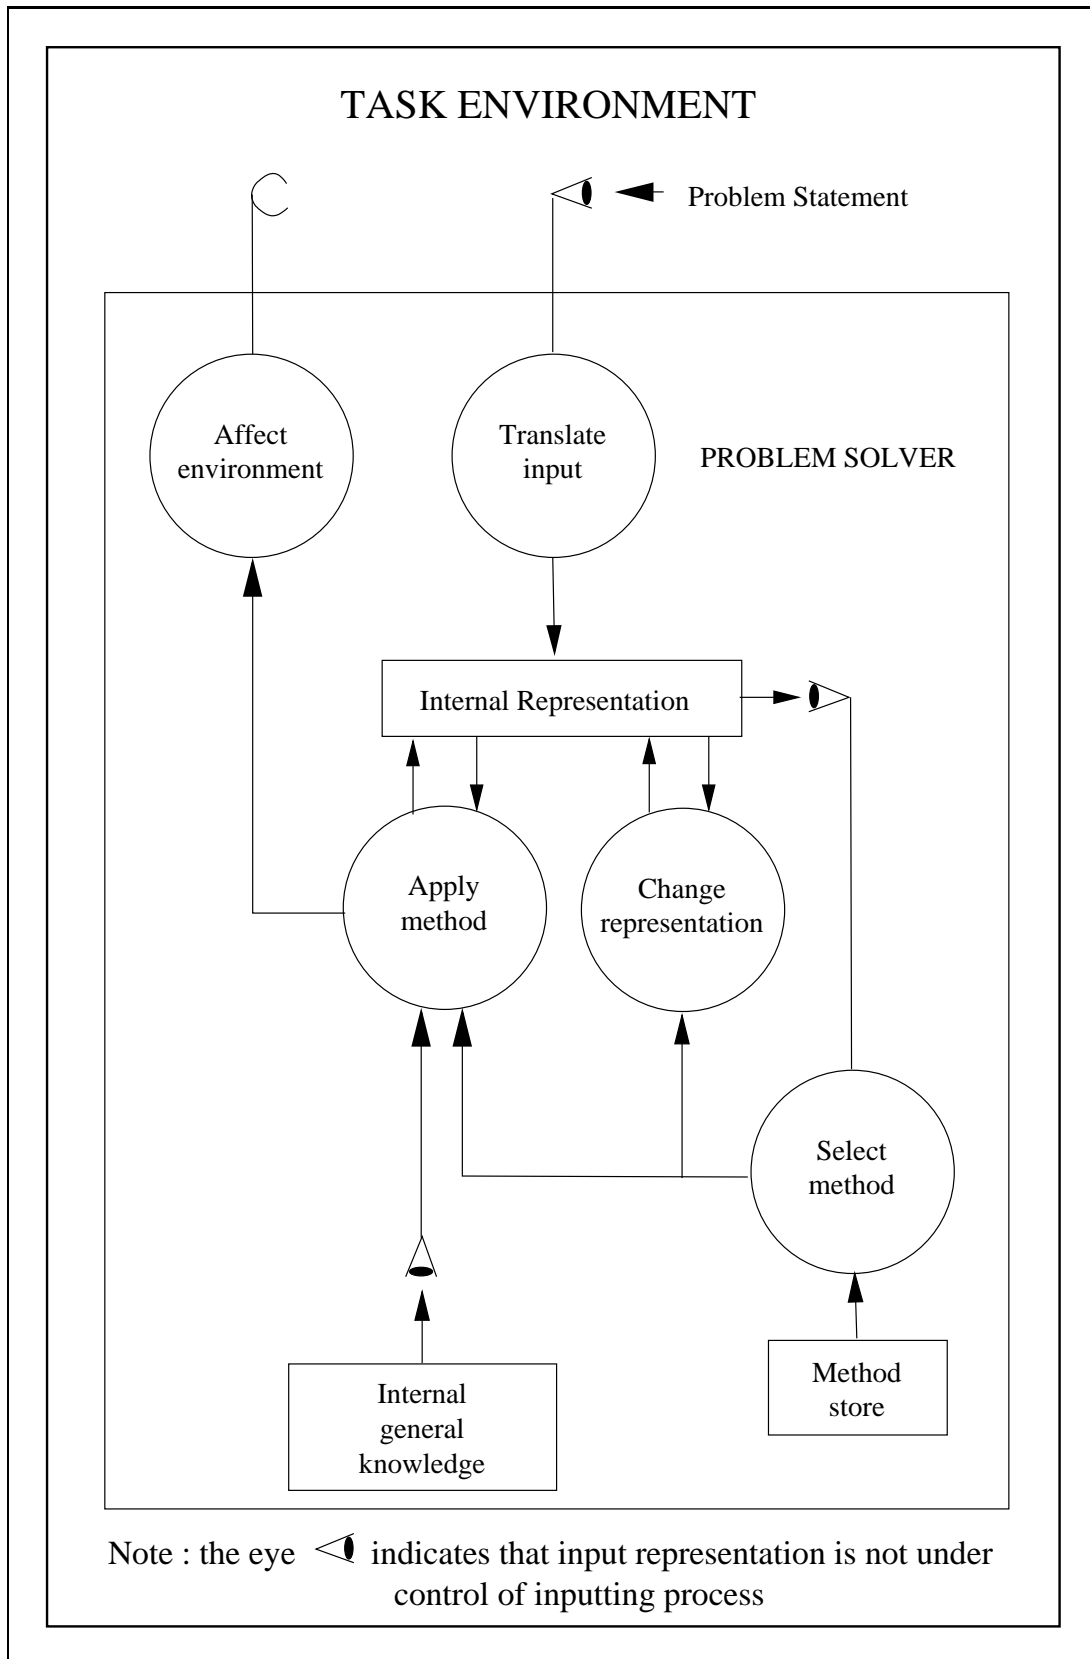 TASK ENVIRONMENT
Problem Statement
Affect
environment
Translate
input
PROBLEM SOLVER
Internal Representation
Apply
method
Change
representation
Select
method
Method
store
Internal
general
knowledge
Note : the eye indicates that input representation is not under
control of inputting process